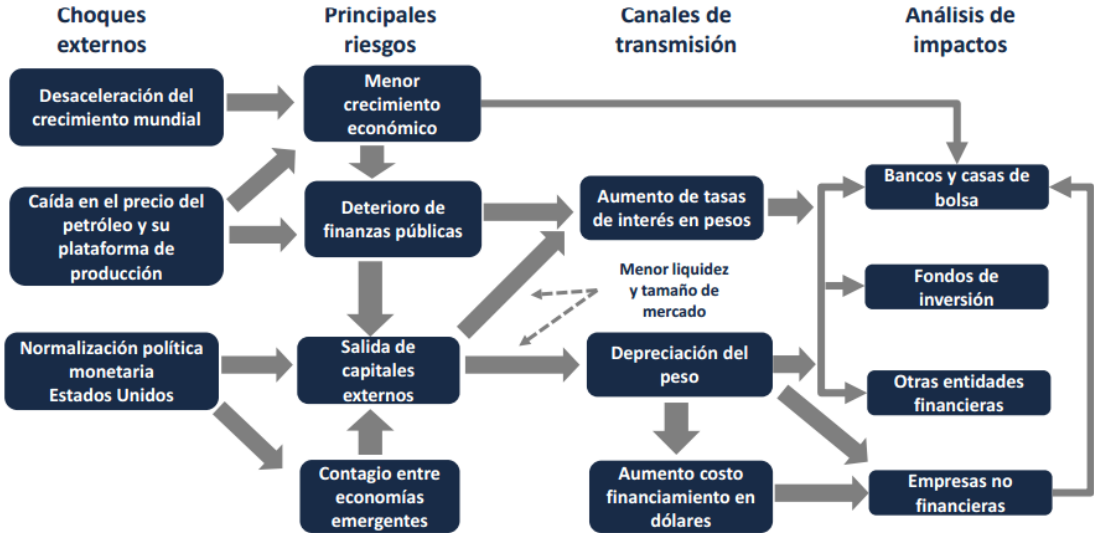 Choques
externos
Principales
riesgos
Canales de
transmisión
Análisis de
impactos
Desaceleración del
crecimiento mundial
Menor
crecimiento
económico
Caída en el precio del
petróleo y su
plataforma de
producción
Deterioro de
finanzas públicas
Aumento de tasas
de interés en pesos
Bancos y casas de
bolsa
Menor liquidez
y tamaño de
mercado
Fondos de
inversión
Normalización política
monetaria
Estados Unidos
Salida de
capitales
externos
Depreciación del
peso
Otras entidades
financieras
Contagio entre
economías
emergentes
Aumento costo
financiamiento en
dólares
Empresas no
financieras